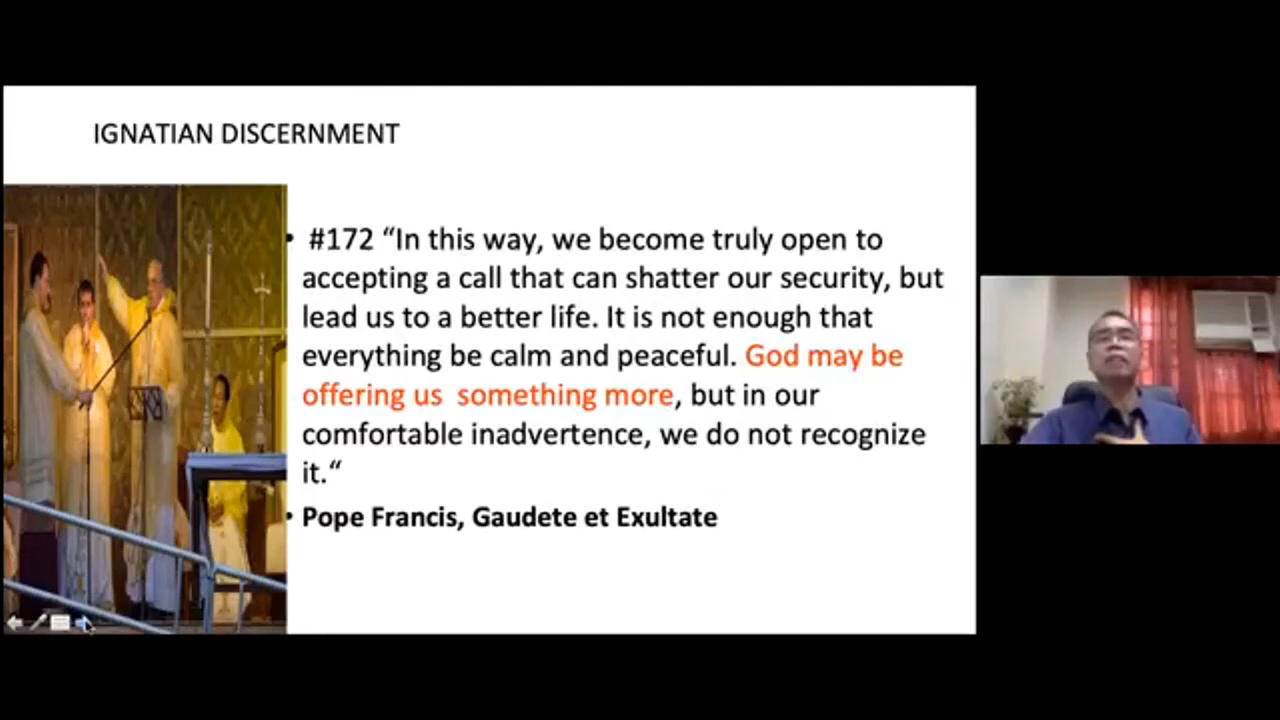 IGNATIAN DISCERNMENT
• #172 “In this way, we become truly open to
accepting a call that can shatter our security, but
lead us to a better life. It is not enough that
everything be calm and peaceful. God may be
offering us  something more, but in our
comfortable inadvertence, we do not recognize
it.“
• Pope Francis, Gaudete et Exultate